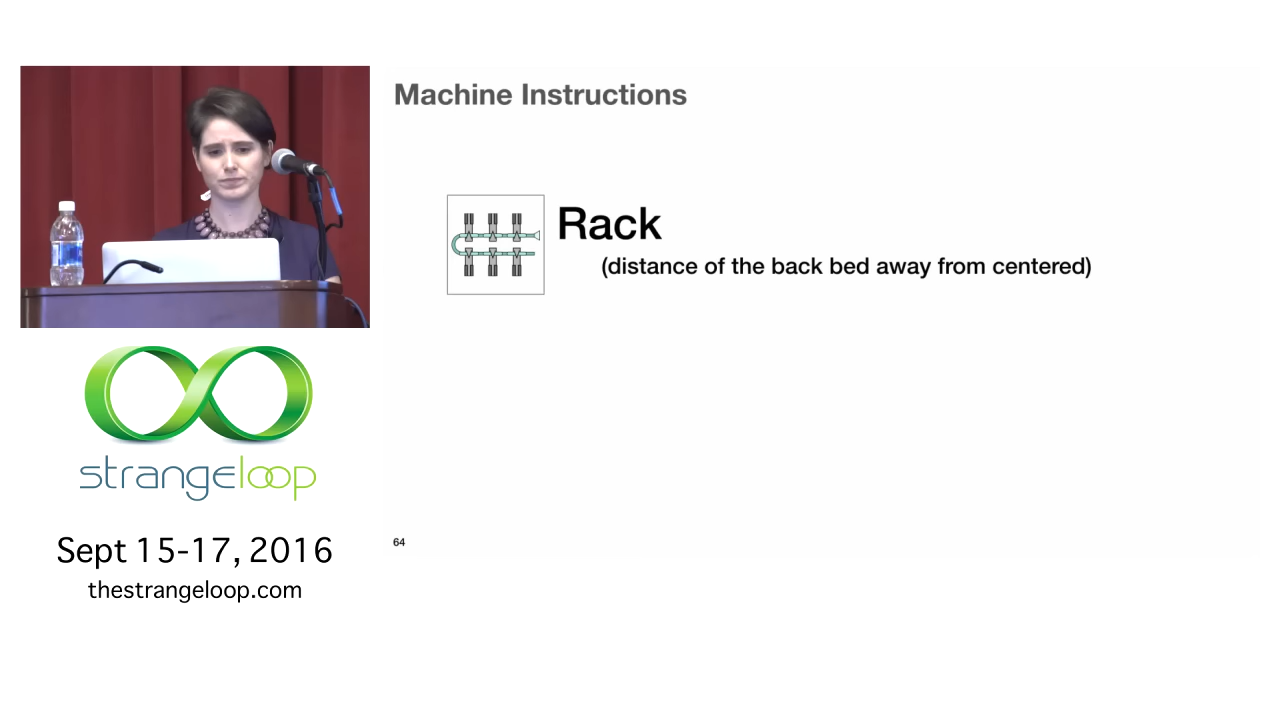 Machine Instructions
Rack
(distance of the back bed away from centered)
strangeloop
Sept 15-17, 2016
thestrangeloop.com
64